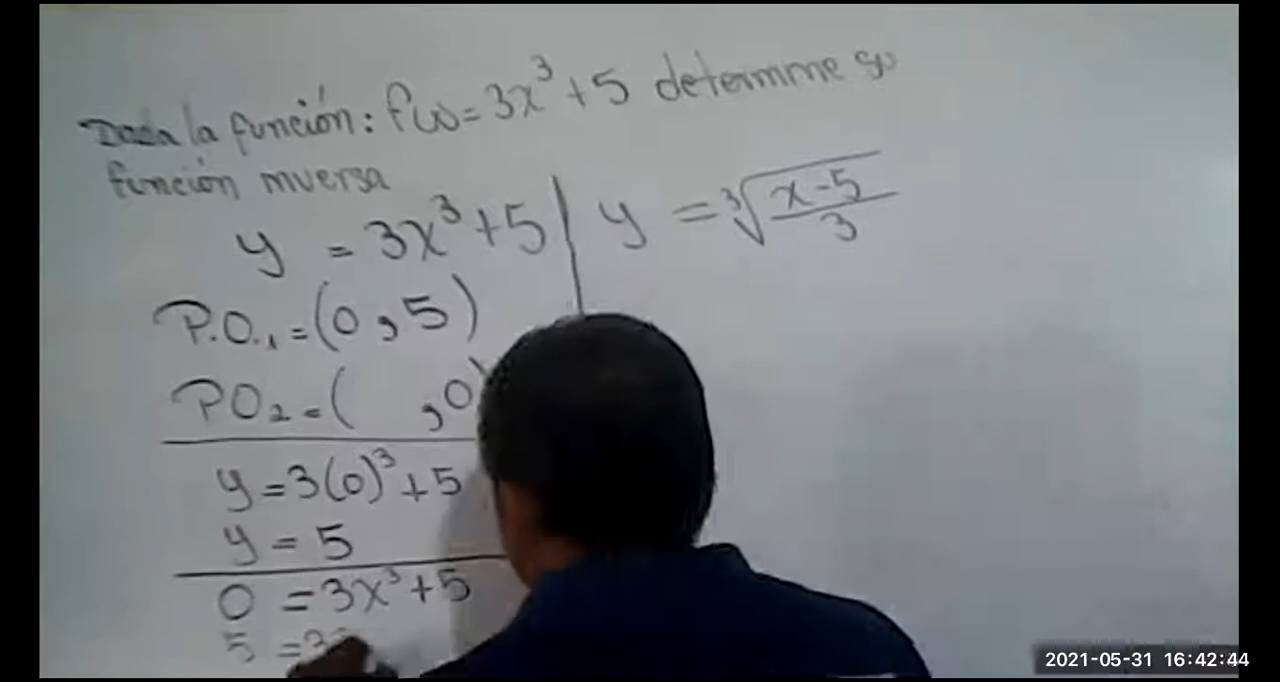 Dada la función: f(x)=3x³+5 determine su
función inversa
y = 3x³+5 | y = ∛((x-5)/3)
P.O.₁=(0,5)
PO₂=( ,0)
y=3(0)³+5
y = 5
0 = 3x³+5
5 =3
2021-05-31 16:42:44